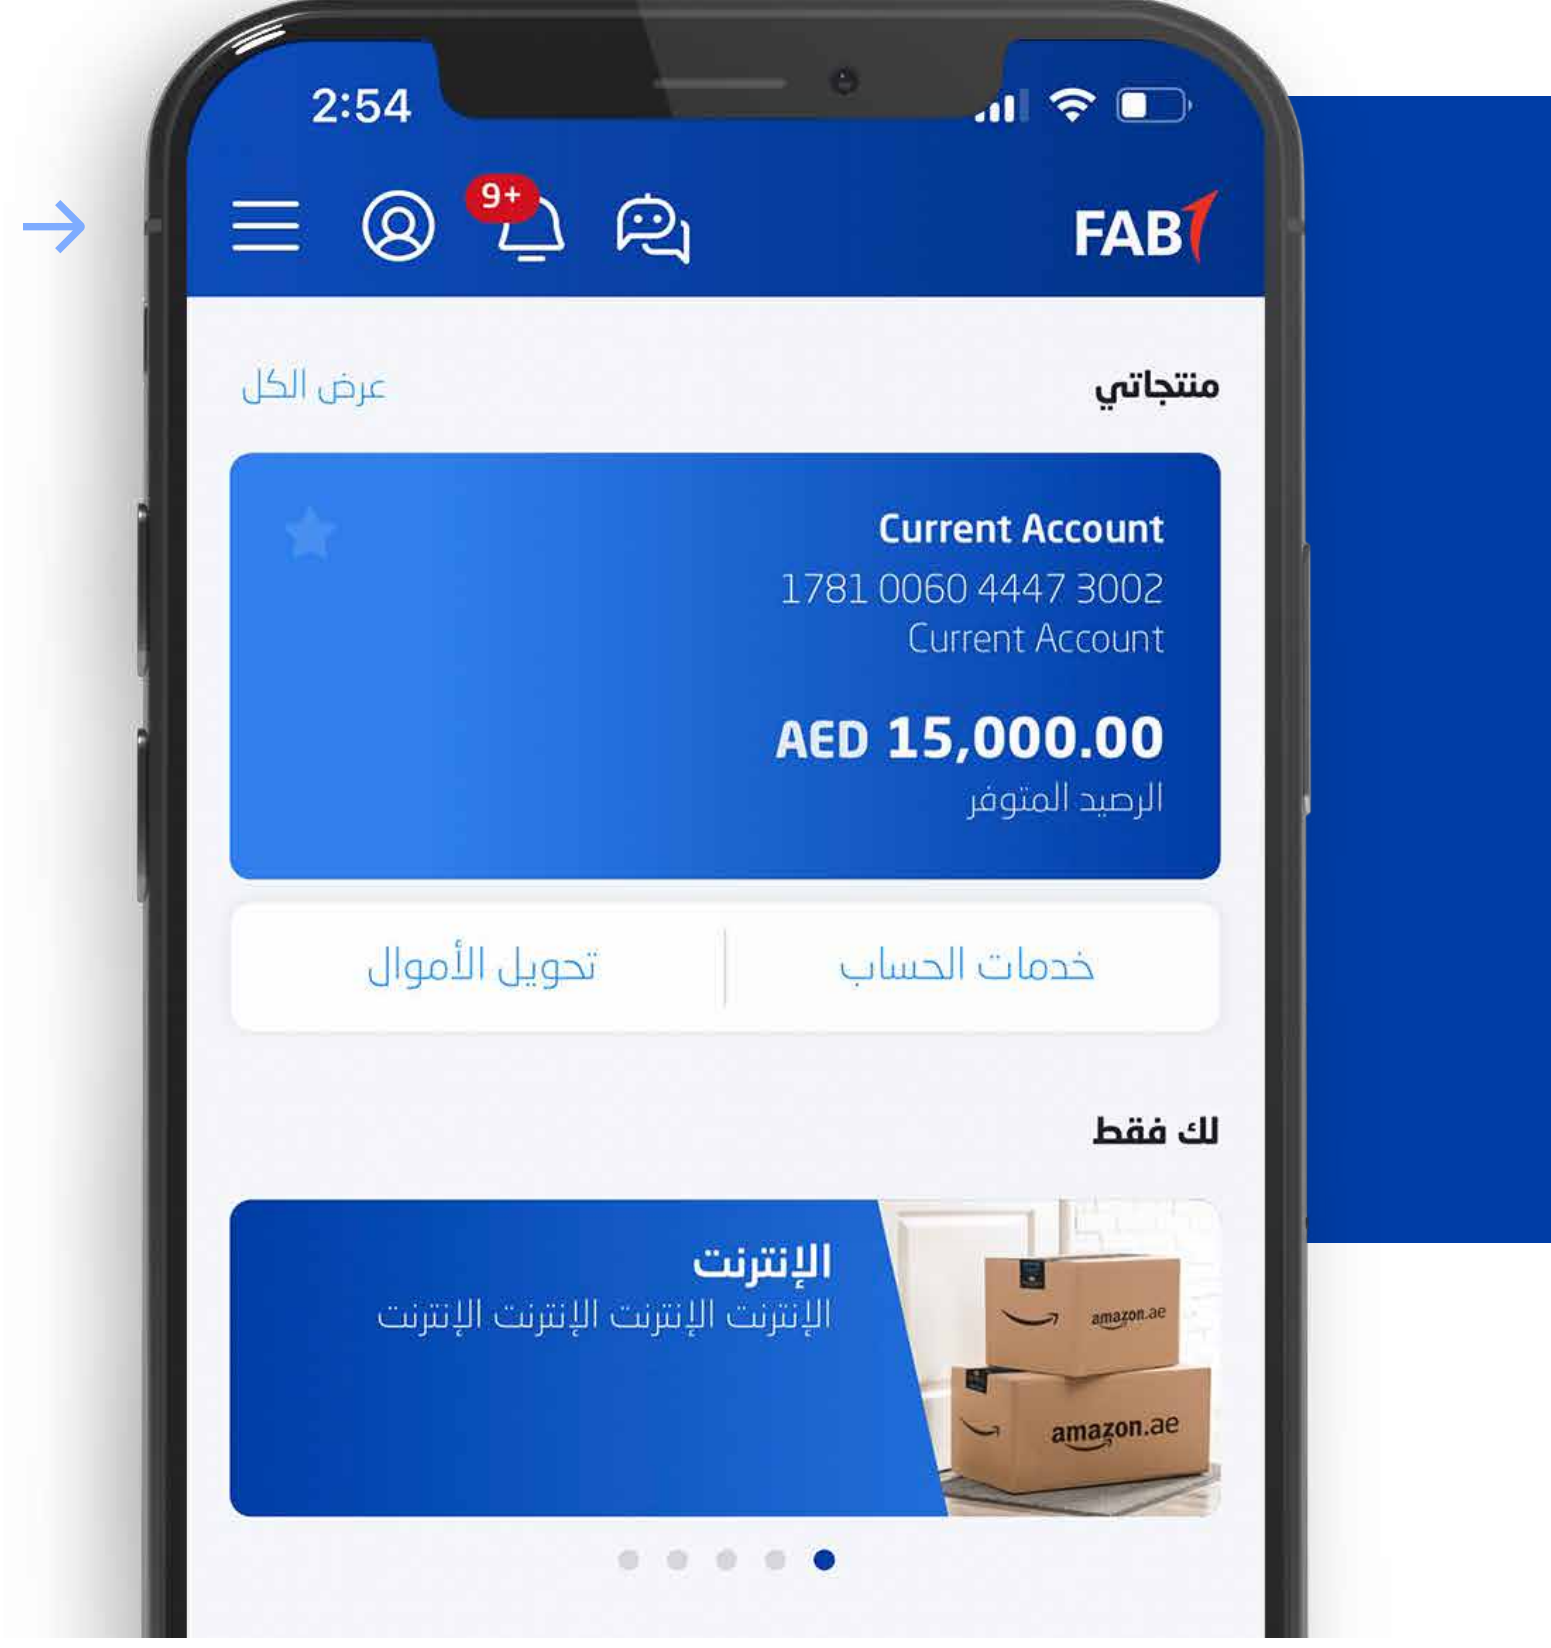 2:54
9+
FAB
منتجاتي
عرض الكل
Current Account
1781 0060 4447 3002
Current Account
AED 15,000.00
الرصيد المتوفر
خدمات الحساب
تحويل الأموال
لك فقط
الإنترنت
الإنترنت الإنترنت الإنترنت الإنترنت
amazon.ae
amazon.ae